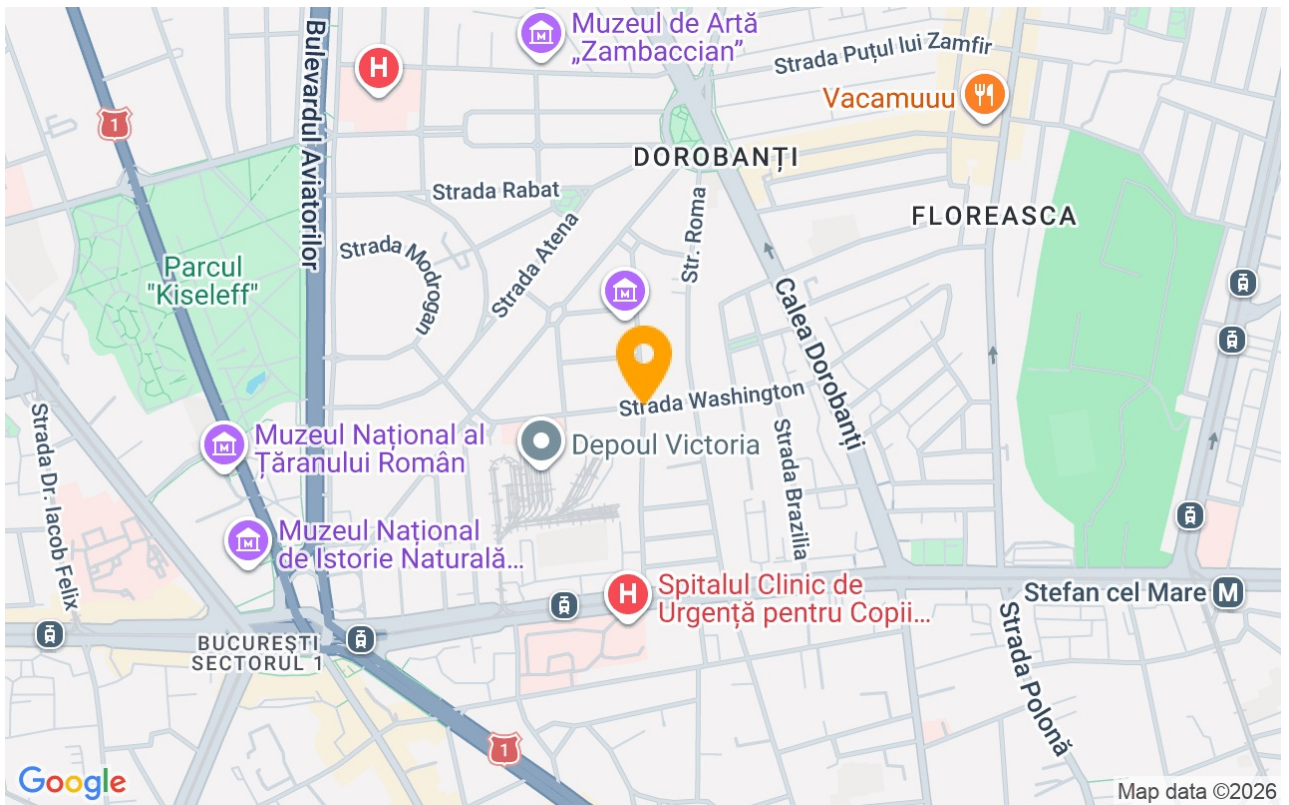 Muzeul de Artă
„Zambaccian”
Strada Puțul lui Zamfir
Bulevardul Aviatorilor
H
Vacamuuu
1
DOROBANȚI
Strada Rabat
Str. Roma
FLOREASCA
Strada Atena
Strada Modrogan
Parcul
"Kiseleff"
Calea Dorobanți
Strada Washington
Strada Dr. Iacob Felix
Muzeul Național al
Țăranului Român
Depoul Victoria
Strada Brazilia
Muzeul Național
de Istorie Naturală...
H
Spitalul Clinic de
Urgență pentru Copii...
Stefan cel Mare M
BUCUREȘTI
SECTORUL 1
Strada Polonă
1
Google
Map data ©2026